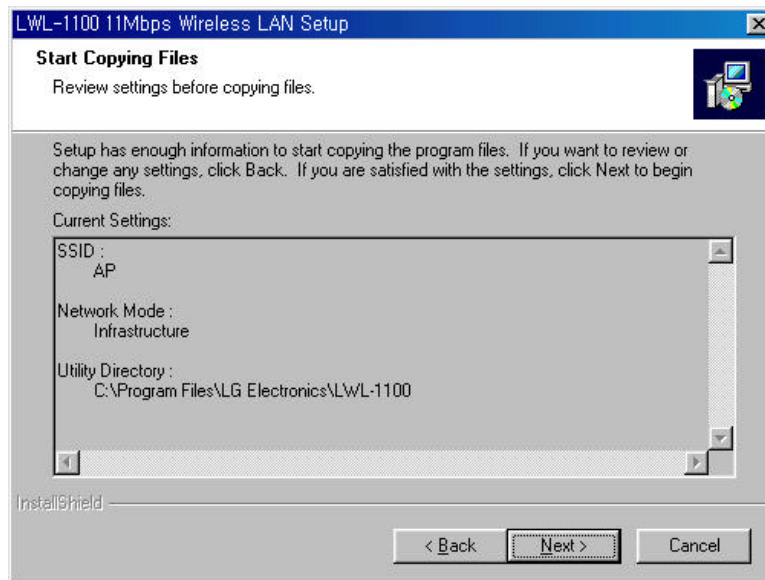 LWL-1100 11Mbps Wireless LAN Setup
Start Copying Files
Review settings before copying files.
Setup has enough information to start copying the program files. If you want to review or
change any settings, click Back. If you are satisfied with the settings, click Next to begin
copying files.
Current Settings:
SSID :
AP
Network Mode :
Infrastructure
Utility Directory :
C:\Program Files\LG Electronics\LWL-1100
InstallShield
< Back
Next >
Cancel